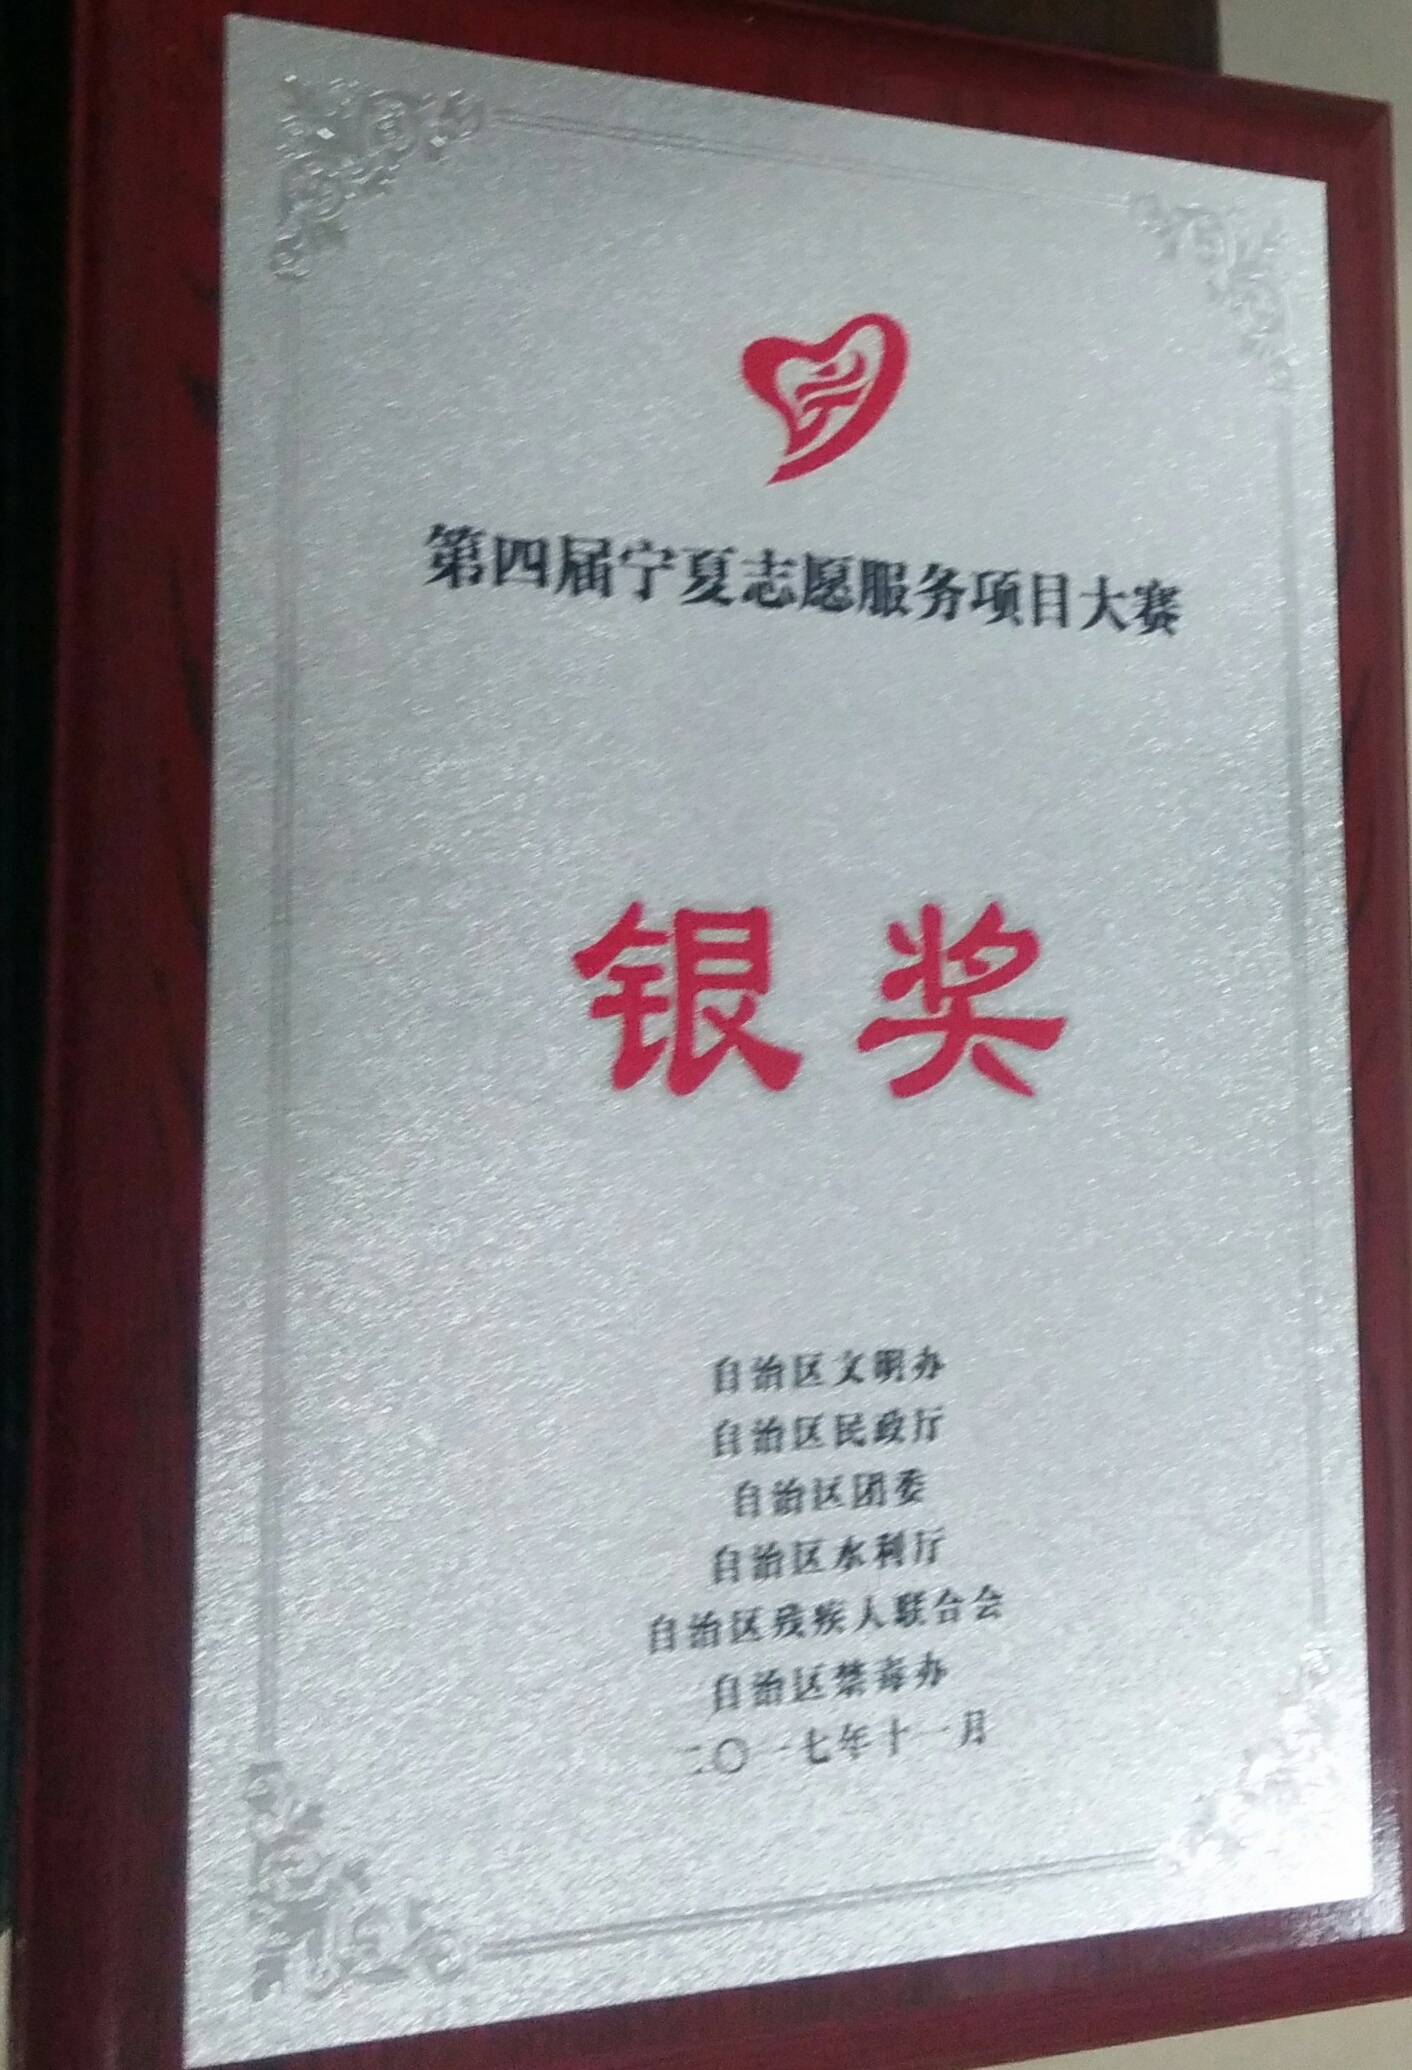 第四届宁夏志愿服务项目大赛
银奖
自治区文明办
自治区民政厅
自治区团委
自治区水利厅
自治区残疾人联合会
自治区禁毒办
二〇一七年十一月